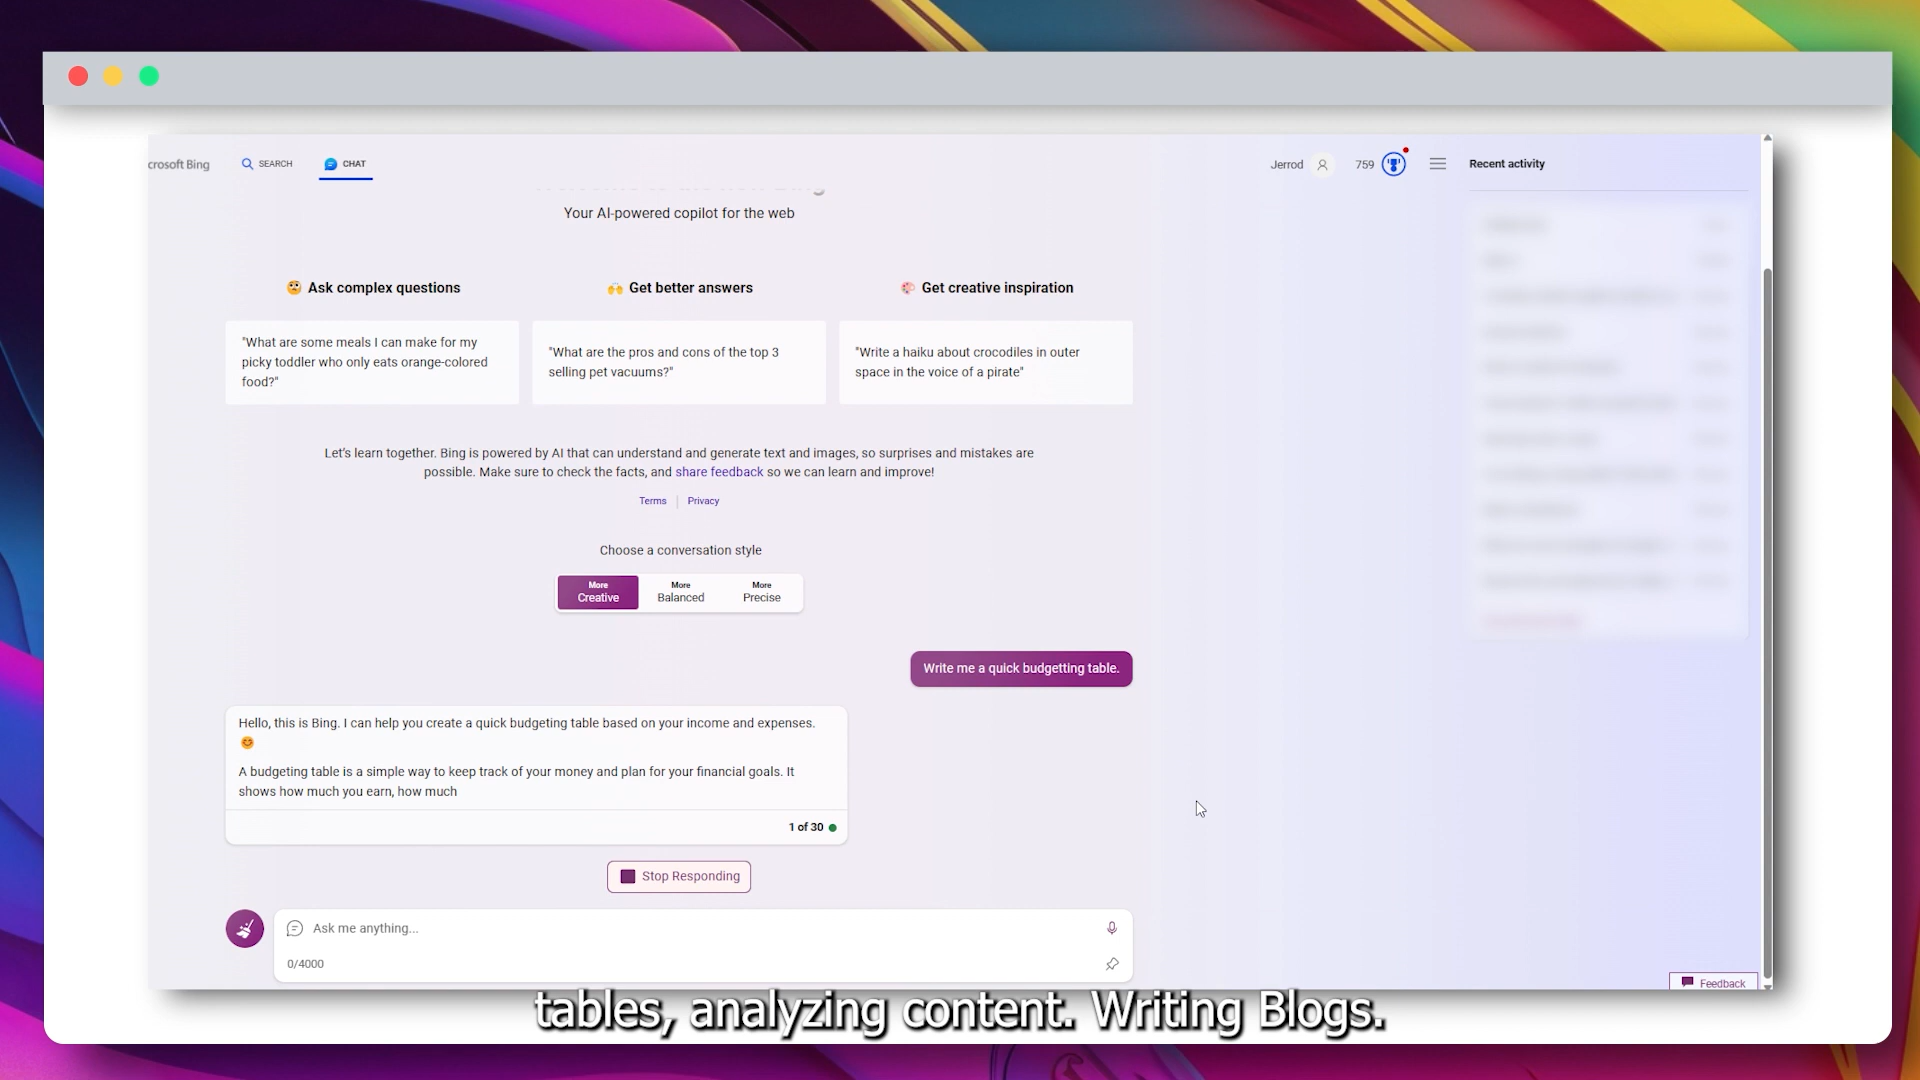 crosoft Bing
SEARCH
CHAT
Jerrod
759
Recent activity
Your AI-powered copilot for the web
Ask complex questions
Get better answers
Get creative inspiration
"What are some meals I can make for my
picky toddler who only eats orange-colored
food?"
"What are the pros and cons of the top 3
selling pet vacuums?"
"Write a haiku about crocodiles in outer
space in the voice of a pirate"
Let's learn together. Bing is powered by AI that can understand and generate text and images, so surprises and mistakes are
possible. Make sure to check the facts, and share feedback so we can learn and improve!
Terms | Privacy
Choose a conversation style
More
Creative
More
Balanced
More
Precise
Write me a quick budgetting table.
Hello, this is Bing. I can help you create a quick budgeting table based on your income and expenses.
A budgeting table is a simple way to keep track of your money and plan for your financial goals. It
shows how much you earn, how much
1 of 30
Stop Responding
Ask me anything...
0/4000
Feedback
tables, analyzing content. Writing Blogs.